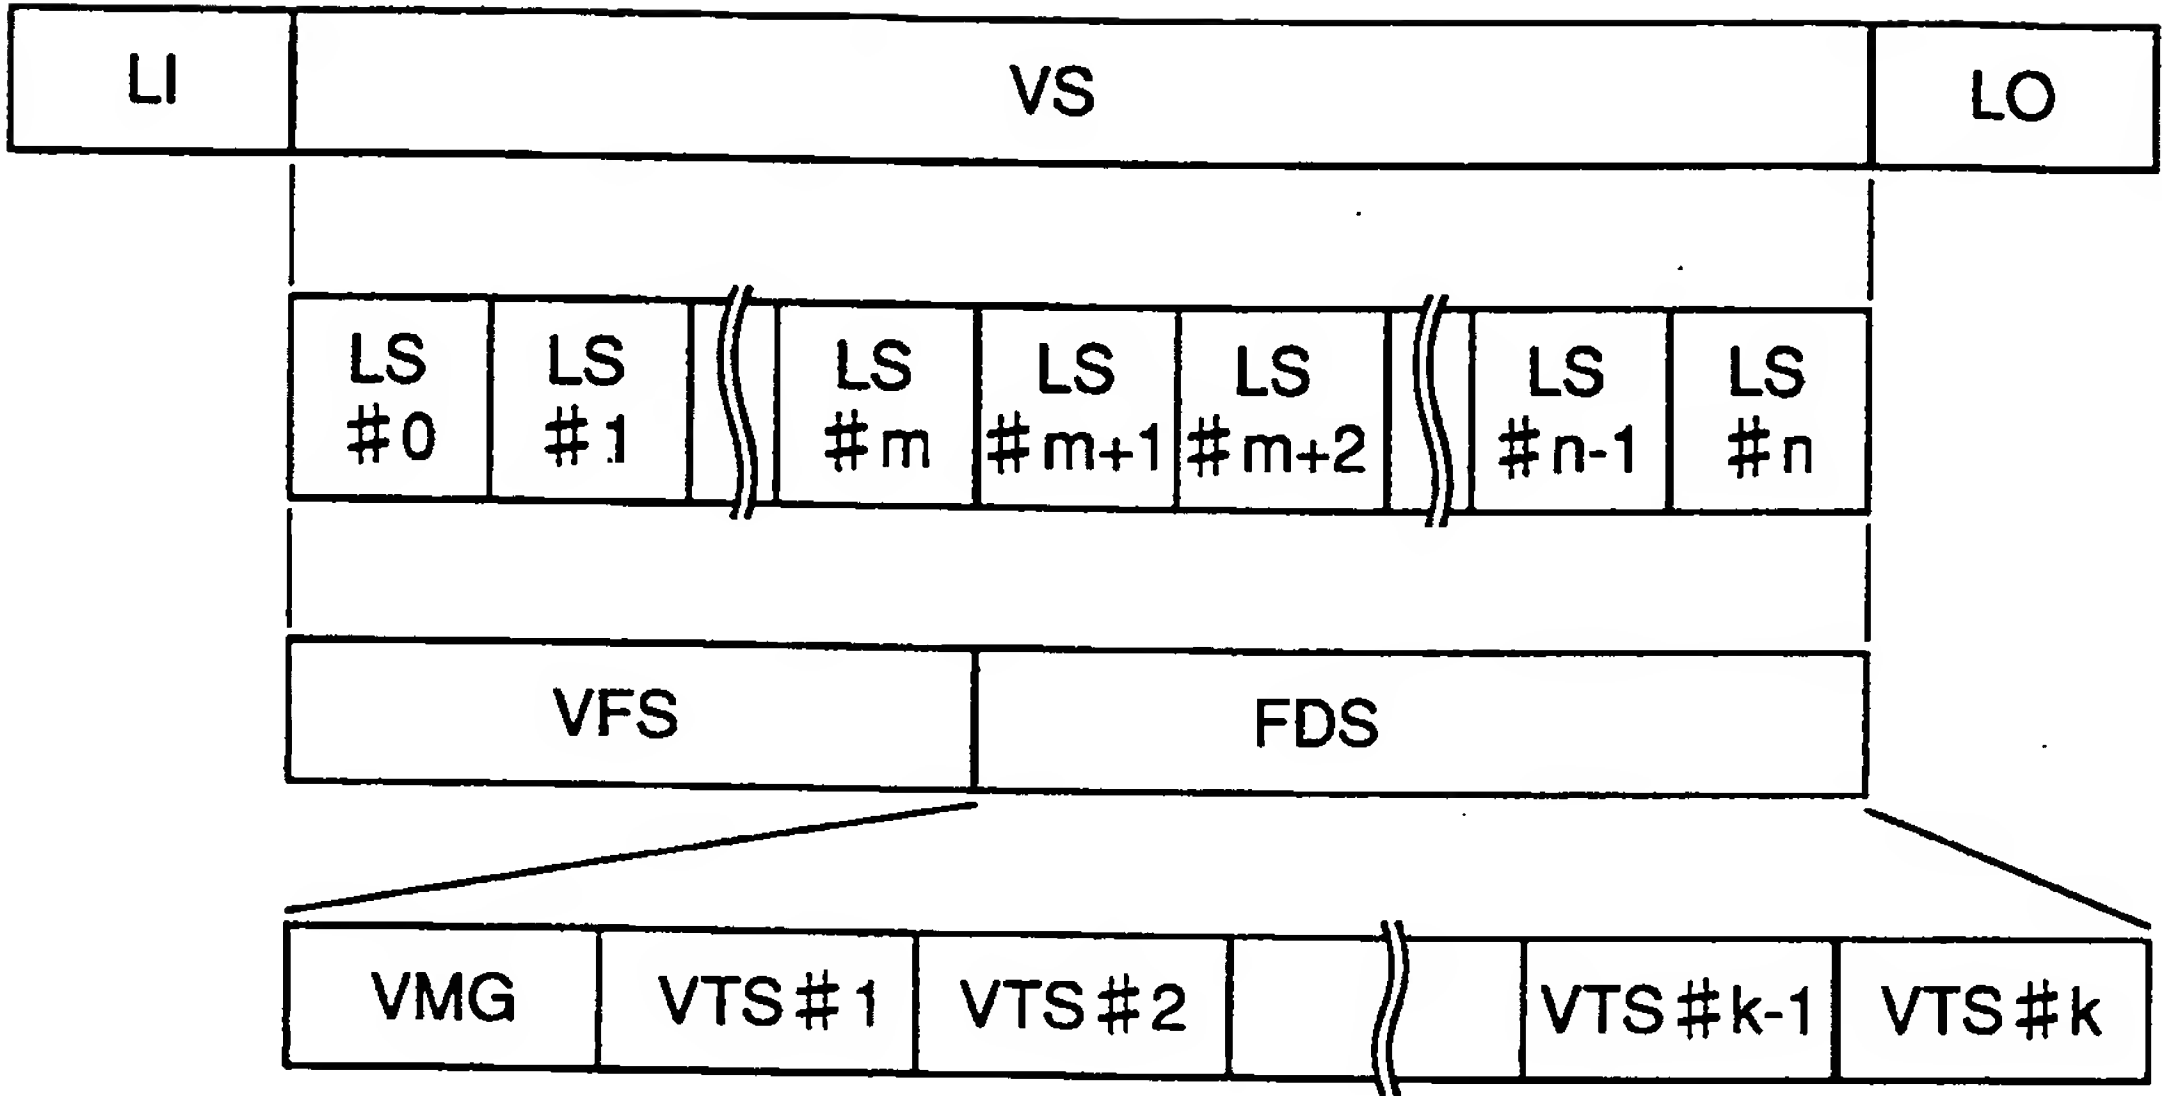 LI VS LO
LS LS LS LS LS LS LS
#0 #1 #m #m+1 #m+2 #n-1 #n
VFS FDS
VMG VTS#1 VTS#2 VTS#k-1 VTS#k